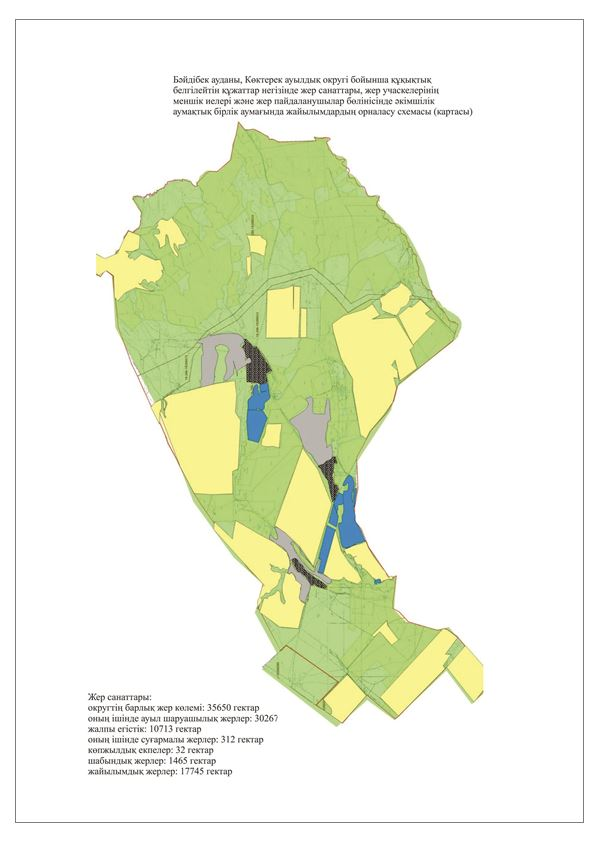 Бәйдібек ауданы, Көктерек ауылдық округі бойынша құқықтық
белгілейтін құжаттар негізінде жер санаттары, жер учаскелерінің
меншік иелері және жер пайдаланушылар бөлінісінде әкімшілік
аумақтық бірлік аумағында жайылымдардың орналасу схемасы (картасы)
Жер санаттары:
округтің барлық жер көлемі: 35650 гектар
оның ішінде ауыл шаруашылық жерлер: 30267
жалпы егістік: 10713 гектар
оның ішінде суғармалы жерлер: 312 гектар
көпжылдық екпелер: 32 гектар
шабындық жерлер: 1465 гектар
жайылымдық жерлер: 17745 гектар